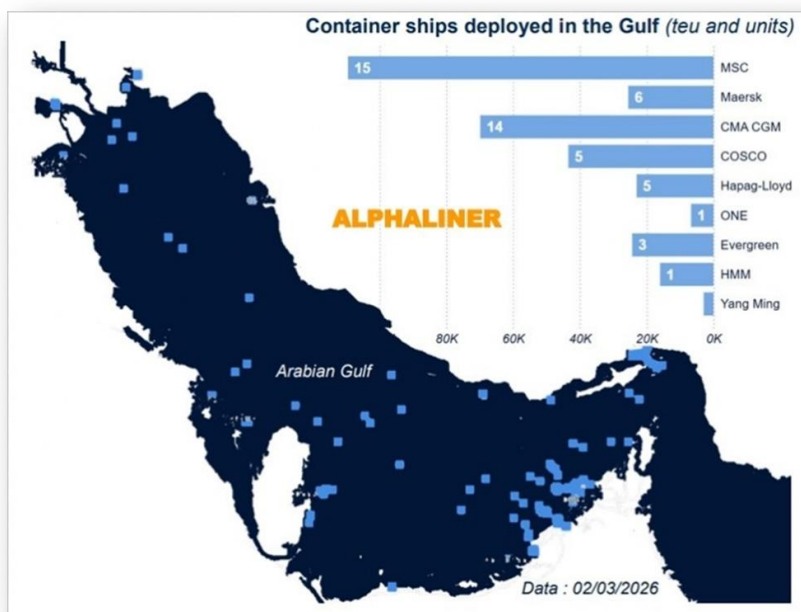 Container ships deployed in the Gulf (teu and units)
15 MSC
6 Maersk
14 CMA CGM
5 COSCO
5 Hapag-Lloyd
1 ONE
3 Evergreen
1 HMM
Yang Ming
80K 60K 40K 20K 0K
ALPHALINER
Arabian Gulf
Data : 02/03/2026